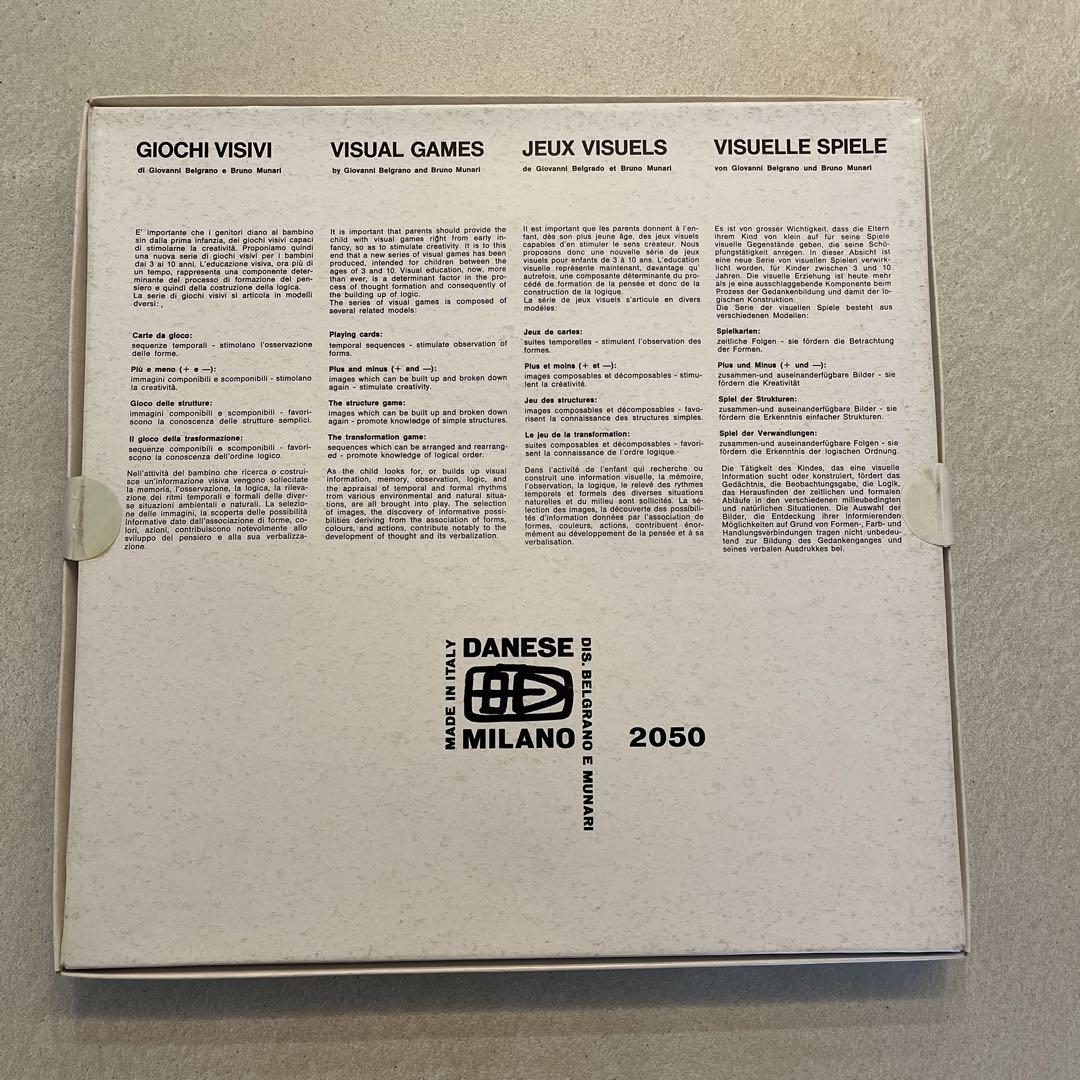 GIOCHI VISIVI
di Giovanni Belgrano e Bruno Munari
E' importante che i genitori diano al bambino
sin dalla prima infanzia, dei giochi visivi capaci
di stimolarne la creatività. Proponiamo quindi
una nuova serie di giochi visivi per i bambini
dai 3 ai 10 anni. L'educazione visiva, ora più di
un tempo, rappresenta una componente deter-
minante del processo di formazione del pen-
siero e quindi della costruzione della logica.
La serie di giochi visivi si articola in modelli
dversi: ,
Carte da gioco:
sequenze temporali - stimolano l'osservazione
delle forme.
Più e meno (+ e —):
immagini componibili e scomponibili - stimolano
la creatività.
Gioco delle strutture:
immagini componibili e scomponibili - favori-
scono la conoscenza delle strutture semplici.
Il gioco della trasformazione:
sequenze componibili e scomponibili - favori-
scono la conoscenza dell'ordine logico.
Nell'attività del bambino che ricerca o costrui-
sce un'informazione visiva vengono sollecitate
la memoria, l'osservazione, la logica, la rileva-
zione dei ritmi temporali e formali delle diver-
se situazioni ambientali e naturali. La selezio-
ne delle immagini, la scoperta delle possibilità
informative date dall'associazione di forme, co-
lori, azioni, contribuiscono notevolmente allo
sviluppo del pensiero e alla sua verbalizza-
zione.
VISUAL GAMES
by Giovanni Belgrano and Bruno Munari
It is important that parents should provide the
child with visual games right from early in-
fancy, so as to stimulate creativity. It is to this
end that a new series of visual games has been
produced, intended for children between the
ages of 3 and 10. Visual education, now, more
than ever, is a determinant factor in the pro-
cess of thought formation and consequently of
the building up of logic.
The series of visual games is composed of
several related models:
Playing cards:
temporal sequences - stimulate observation of
forms.
Plus and minus (+ and —):
images which can be built up and broken down
again - stimulate creativity.
The structure game:
images which can be built up and broken down
again - promote knowledge of simple structures.
The transformation game:
sequences which can be arranged and rearrang-
ed - promote knowledge of logical order.
As the child looks for, or builds up visual
information, memory, observation, logic, and
the appraisal of temporal and formal rhythms
from various environmental and natural situa-
tions, are all brought into play. The selection
of images, the discovery of informative possi-
bilities deriving from the association of forms,
colours, and actions, contribute notably to the
development of thought and its verbalization.
JEUX VISUELS
de Giovanni Belgrado et Bruno Munari
Il est important que les parents donnent à l'en-
fant, dès son plus jeune âge, des jeux visuels
capables d'en stimuler le sens créateur. Nous
proposons donc une nouvelle série de jeux
visuels pour enfants de 3 à 10 ans. L'education
visuelle représente maintenant, davantage qu'
autrefois, une composante déterminante du pro-
cédé de formation de la pensée et donc de la
construction de la logique.
La série de jeux visuels s'articule en divers
modéles:
Jeux de cartes:
suites temporelles - stimulent l'observation des
formes.
Plus et moins (+ et —):
images composables et décomposables - stimu-
lent la créativité.
Jeu des structures:
images composables et décomposables - favo-
risent la connaissance des structures simples.
Le jeu de la transformation:
suites composables et décomposables - favori-
sent la connaissance de l'ordre logique.
Dans l'activité de l'enfant qui recherche ou
construit une information visuelle, la mémoire,
l'observation, la logique, le relevé des rythmes
temporels et formels des diverses situations
naturelles et du milieu sont sollicités. La sé-
lection des images, la découverte des possibili-
tés d'information données par l'association de
formes, couleurs, actions, contribuent énor-
mément au développement de la pensée et à sa
verbalisation.
VISUELLE SPIELE
von Giovanni Belgrano und Bruno Munari
Es ist von grosser Wichtigkeit, dass die Eltern
ihrem Kind von klein auf für seine Spiele
visuelle Gegenstände geben, die seine Schö-
pfungstätigkeit anregen. In dieser Absicht ist
eine neue Serie von visuellen Spielen verwirk-
licht worden, für Kinder zwischen 3 und 10
Jahren. Die visuelle Erziehung ist heute mehr
als je eine ausschlaggebende Komponente beim
Prozess der Gedankenbildung und damit der lo-
gischen Konstruktion.
Die Serie der visuellen Spiele besteht aus
verschiedenen Modellen:
Spielkarten:
zeitliche Folgen - sie fördern die Betrachtung
der Formen.
Plus und Minus (+ und —):
zusammen-und auseinanderfügbare Bilder - sie
fördern die Kreativität
Spiel der Strukturen:
zusammen-und auseinanderfügbare Bilder - sie
fördern die Erkenntnis einfacher Strukturen.
Spiel der Verwandlungen:
zusammen-und auseinanderfügbare Folgen - sie
fördern die Erkenntnis der logischen Ordnung.
Die Tätigkeit des Kindes, das eine visuelle
Information sucht oder konstruiert, fördert das
Gedächtnis, die Beobachtungsgabe, die Logik,
das Herausfinden der zeitlichen und formalen
Abläufe in den verschiedenen milieubedingten
und natürlichen Situationen. Die Auswahl der
Bilder, die Entdeckung ihrer informierenden
Möglichkeiten auf Grund von Formen-, Farb- und
Handlungsverbindungen tragen nicht unbedeu-
tend zur Bildung des Gedankenganges und
seines verbalen Ausdrukkes bei.
MADE IN ITALY
DANESE
MILANO
DIS. BELGRANO E MUNARI
2050